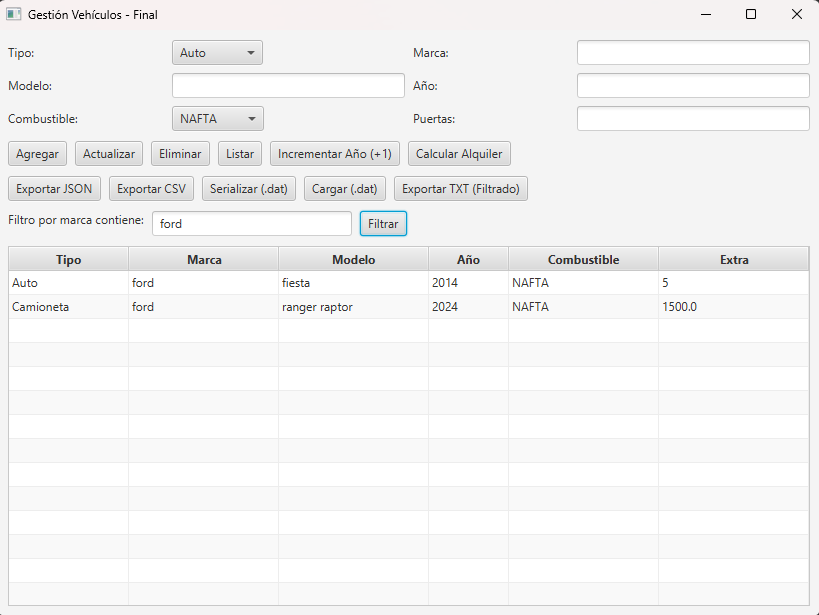 Gestión Vehículos - Final
Tipo: Auto Marca:
Modelo: Año:
Combustible: NAFTA Puertas:
Agregar Actualizar Eliminar Listar Incrementar Año (+1) Calcular Alquiler
Exportar JSON Exportar CSV Serializar (.dat) Cargar (.dat) Exportar TXT (Filtrado)
Filtro por marca contiene: ford Filtrar
Tipo Marca Modelo Año Combustible Extra
Auto ford fiesta 2014 NAFTA 5
Camioneta ford ranger raptor 2024 NAFTA 1500.0